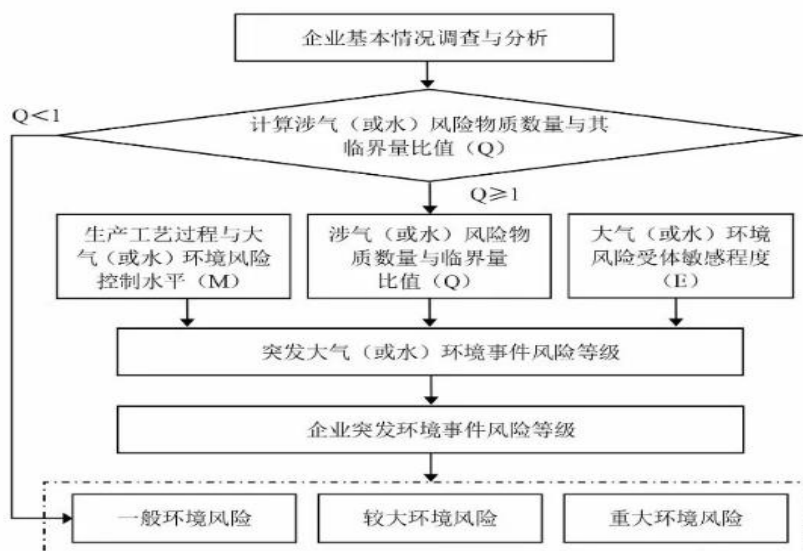 企业基本情况调查与分析
Q＜1
计算涉气（或水）风险物质数量与其
临界量比值（Q）
Q≥1
生产工艺过程与大
气（或水）环境风险
控制水平（M）
涉气（或水）风险物
质数量与临界量
比值（Q）
大气（或水）环境
风险受体敏感程度
（E）
突发大气（或水）环境事件风险等级
企业突发环境事件风险等级
一般环境风险
较大环境风险
重大环境风险